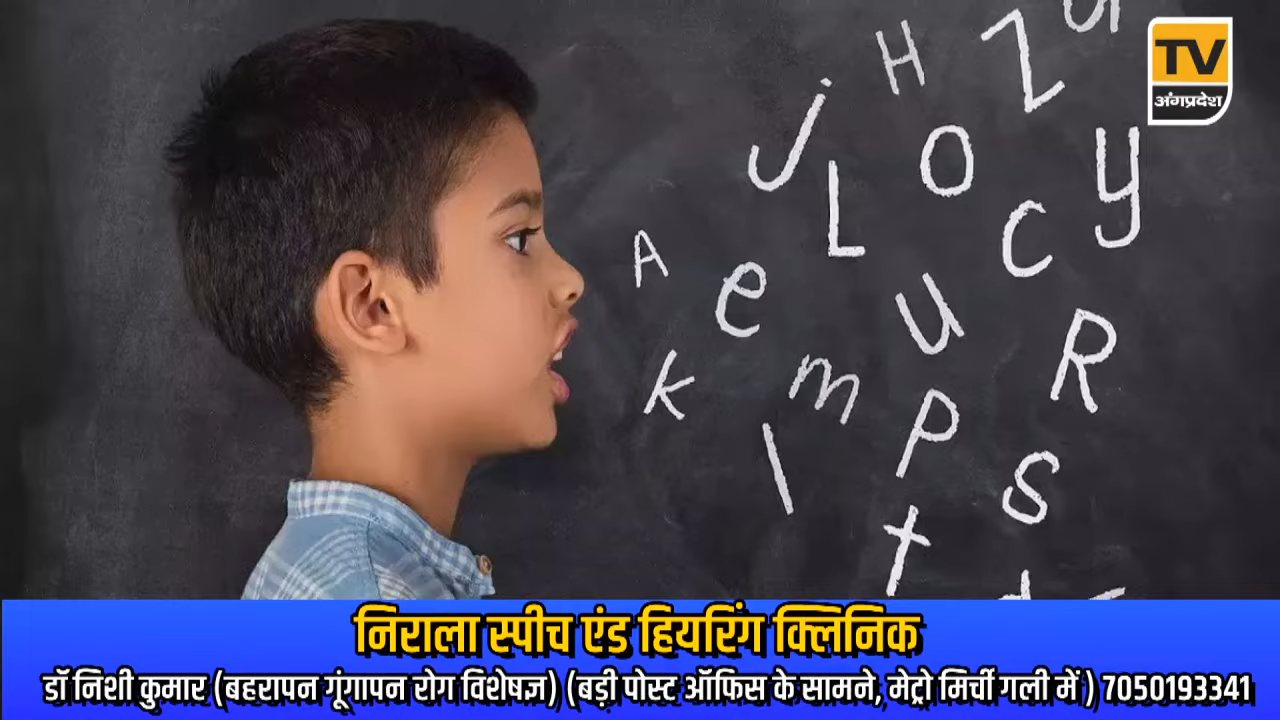 TV
अंगप्रदेश
H
Z
J
O
y
L
C
A
e
u
R
K
m
P
l
S
t
निराला स्पीच एंड हियरिंग क्लिनिक
डॉ निशी कुमार (बहरापन गूंगापन रोग विशेषज्ञ) (बड़ी पोस्ट ऑफिस के सामने, मेट्रो मिर्ची गली में ) 7050193341